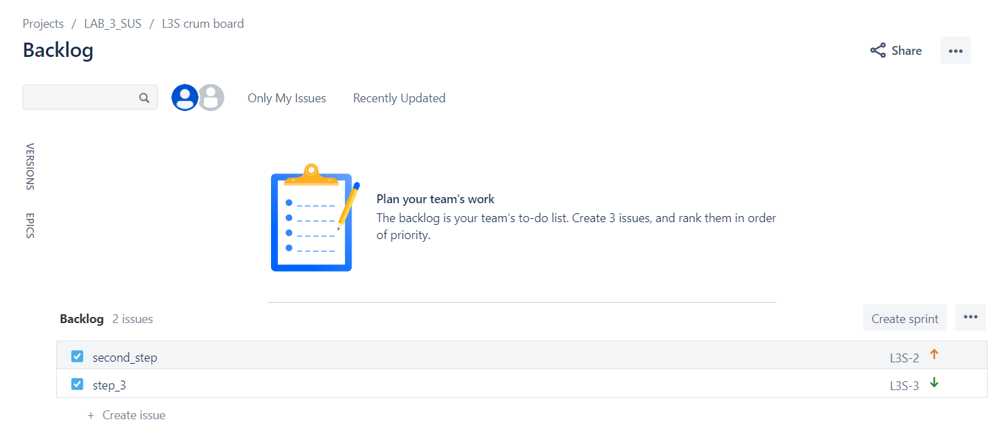 Projects / LAB_3_SUS / L3S crum board
Backlog
Share
Only My Issues
Recently Updated
VERSIONS
EPICS
Plan your team's work
The backlog is your team's to-do list. Create 3 issues, and rank them in order
of priority.
Backlog 2 issues
Create sprint
second_step L3S-2
step_3 L3S-3
+ Create issue